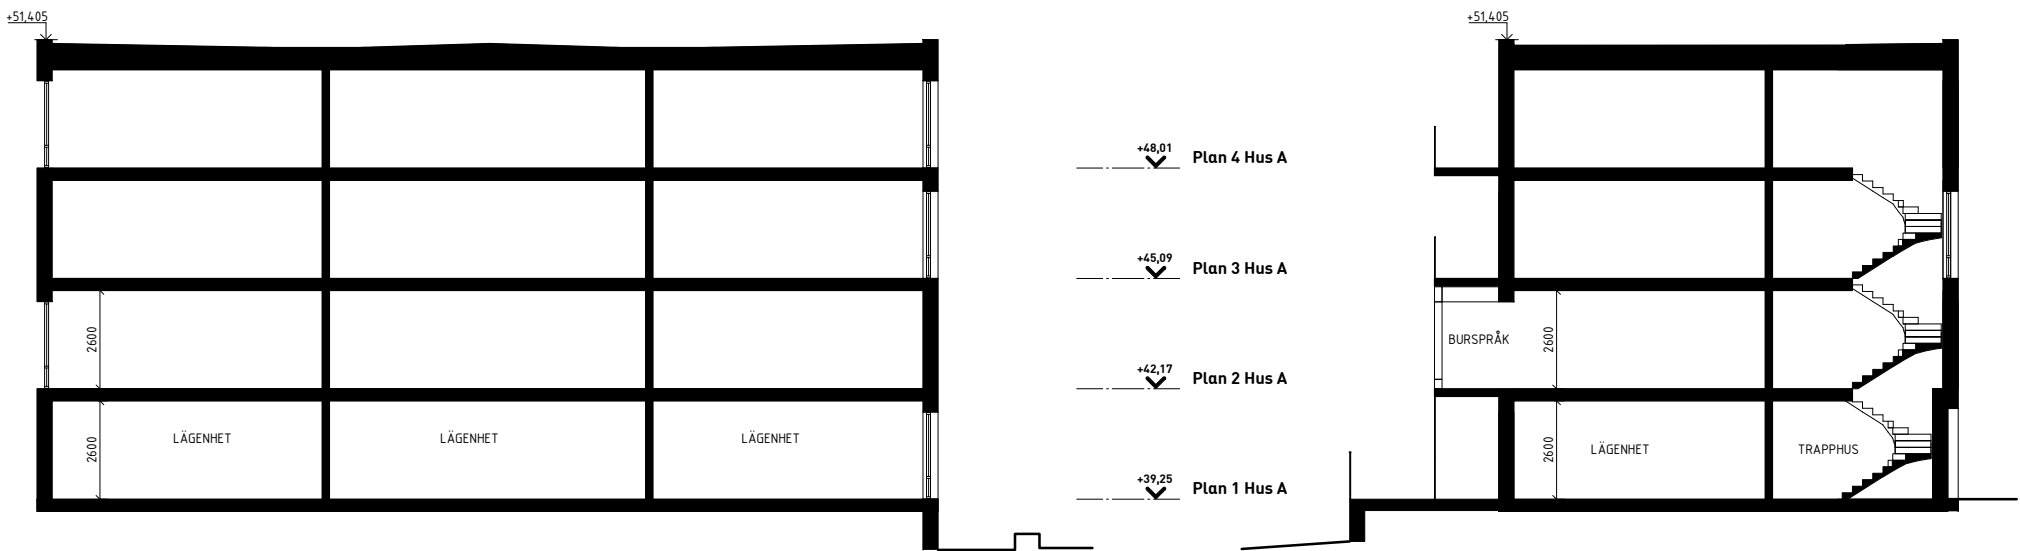 +51,405
+51,405
+48,01
Plan 4 Hus A
+45,09
Plan 3 Hus A
2600
BURSPRÅK
2600
+42,17
Plan 2 Hus A
2600
LÄGENHET
LÄGENHET
LÄGENHET
2600
LÄGENHET
TRAPPHUS
+39,25
Plan 1 Hus A